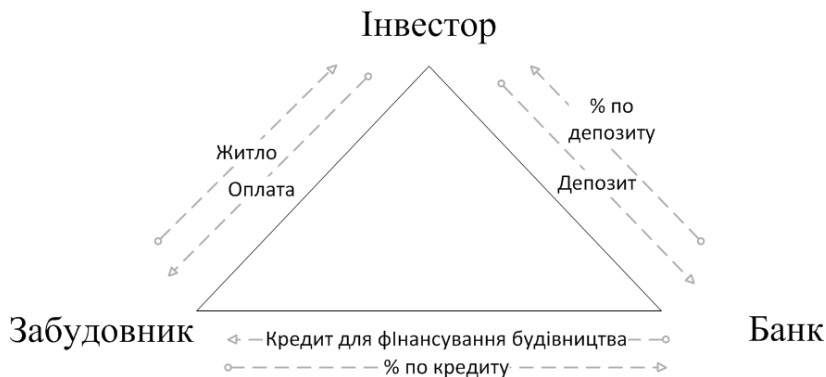 Інвестор
Житло
Оплата
% по
депозиту
Депозит
Забудовник
Банк
Кредит для фІнансування будівництва
% по кредиту